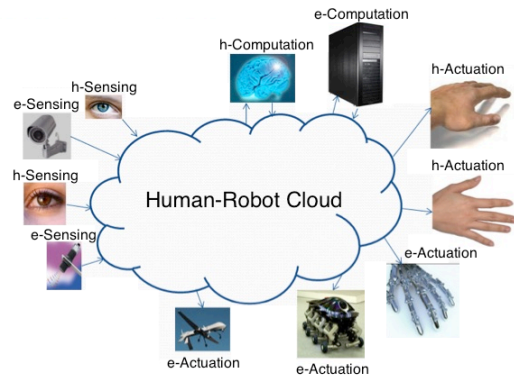 e-Computation
h-Computation
h-Actuation
h-Sensing
e-Sensing
h-Actuation
h-Sensing
Human-Robot Cloud
e-Sensing
e-Actuation
e-Actuation
e-Actuation